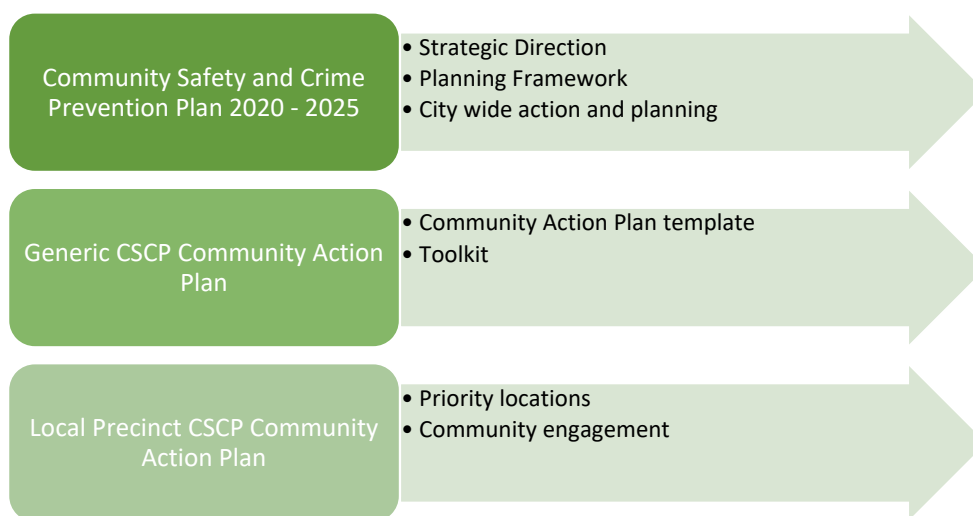 Community Safety and Crime
Prevention Plan 2020 - 2025
• Strategic Direction
• Planning Framework
• City wide action and planning
Generic CSCP Community Action
Plan
• Community Action Plan template
• Toolkit
Local Precinct CSCP Community
Action Plan
• Priority locations
• Community engagement